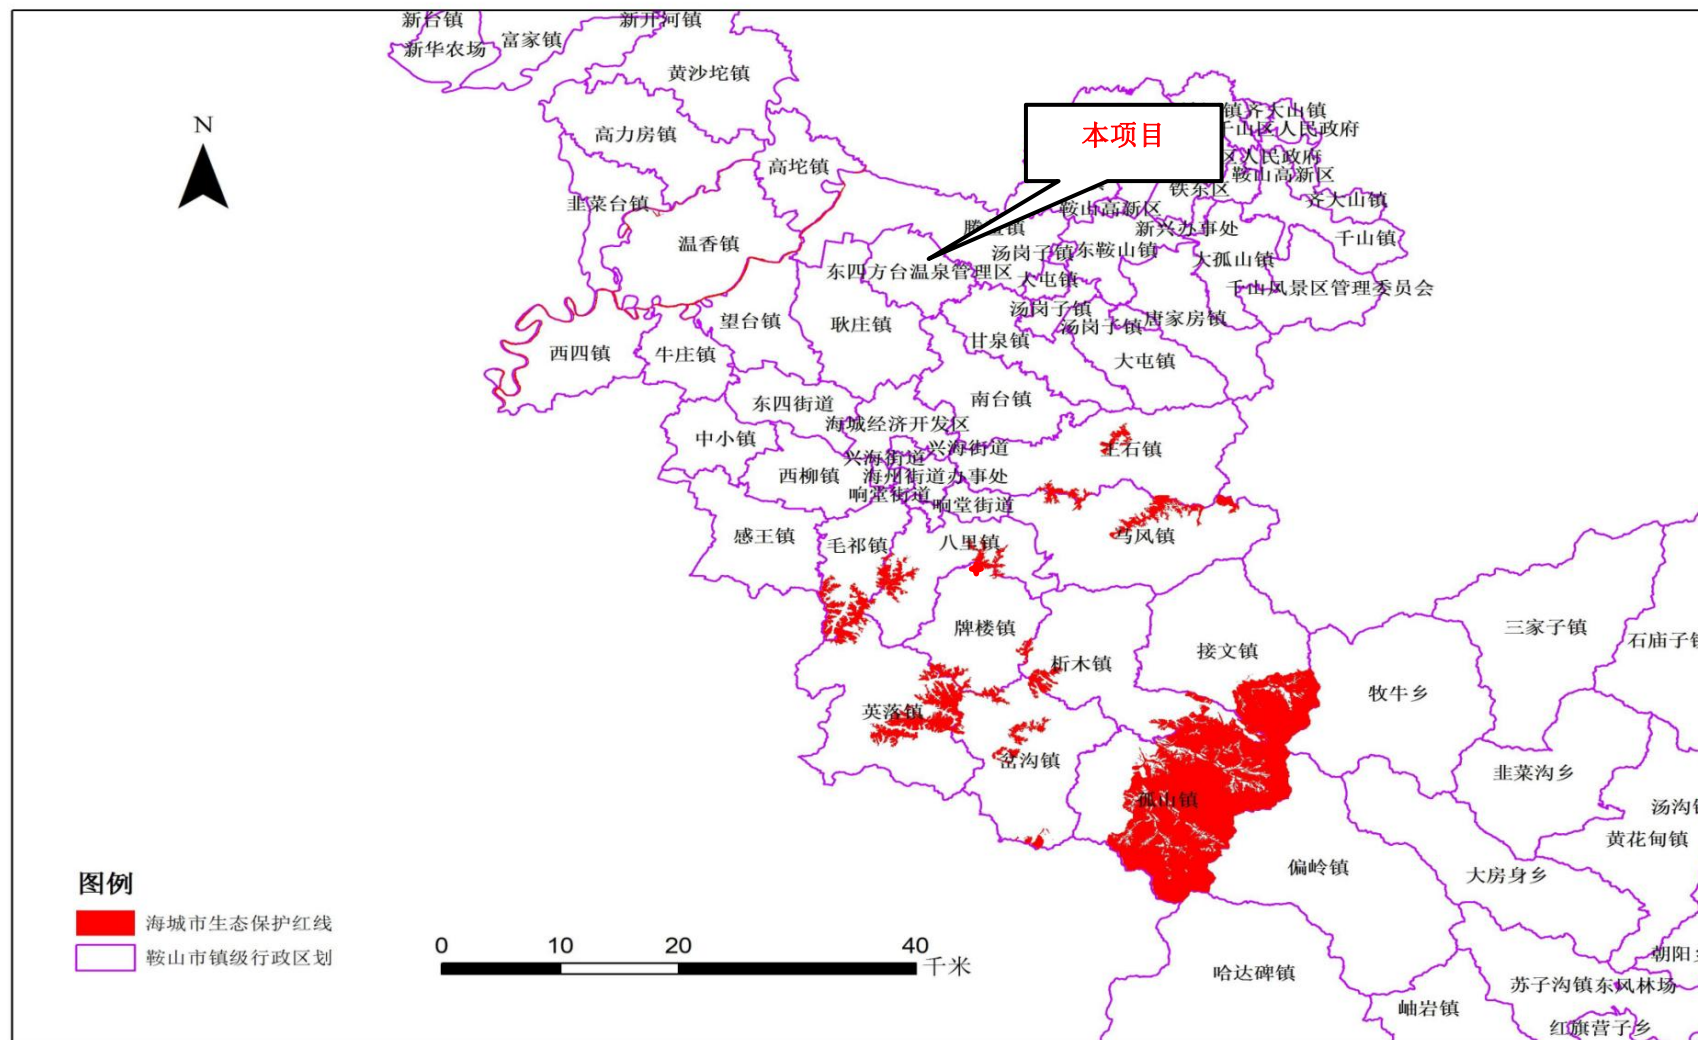 新台镇
新开河镇
富家镇
新华农场
黄沙坨镇
高力房镇
高坨镇
N
本项目
镇齐大山镇
千山区人民政府
区人民政府
鞍山高新区
铁东区
齐大山镇
韭菜台镇
鞍山高新区
新兴办事处
千山镇
温香镇
汤岗子镇
东鞍山镇
大孤山镇
东四方台温泉管理区
大屯镇
千山风景区管理委员会
望台镇
耿庄镇
汤岗子镇
汤岗子镇
唐家房镇
甘泉镇
西四镇
牛庄镇
大屯镇
东四街道
南台镇
海城经济开发区
中小镇
兴海街道
王石镇
兴海街道
西柳镇
海州街道办事处
响堂街道
响堂街道
感王镇
毛祁镇
八里镇
马风镇
牌楼镇
三家子镇
石庙子镇
接文镇
析木镇
牧牛乡
英落镇
岔沟镇
韭菜沟乡
孤山镇
汤沟镇
黄花甸镇
偏岭镇
大房身乡
图例
海城市生态保护红线
鞍山市镇级行政区划
0 10 20 40
千米
朝阳乡
哈达碑镇
苏子沟镇
东风林场
岫岩镇
红旗营子乡